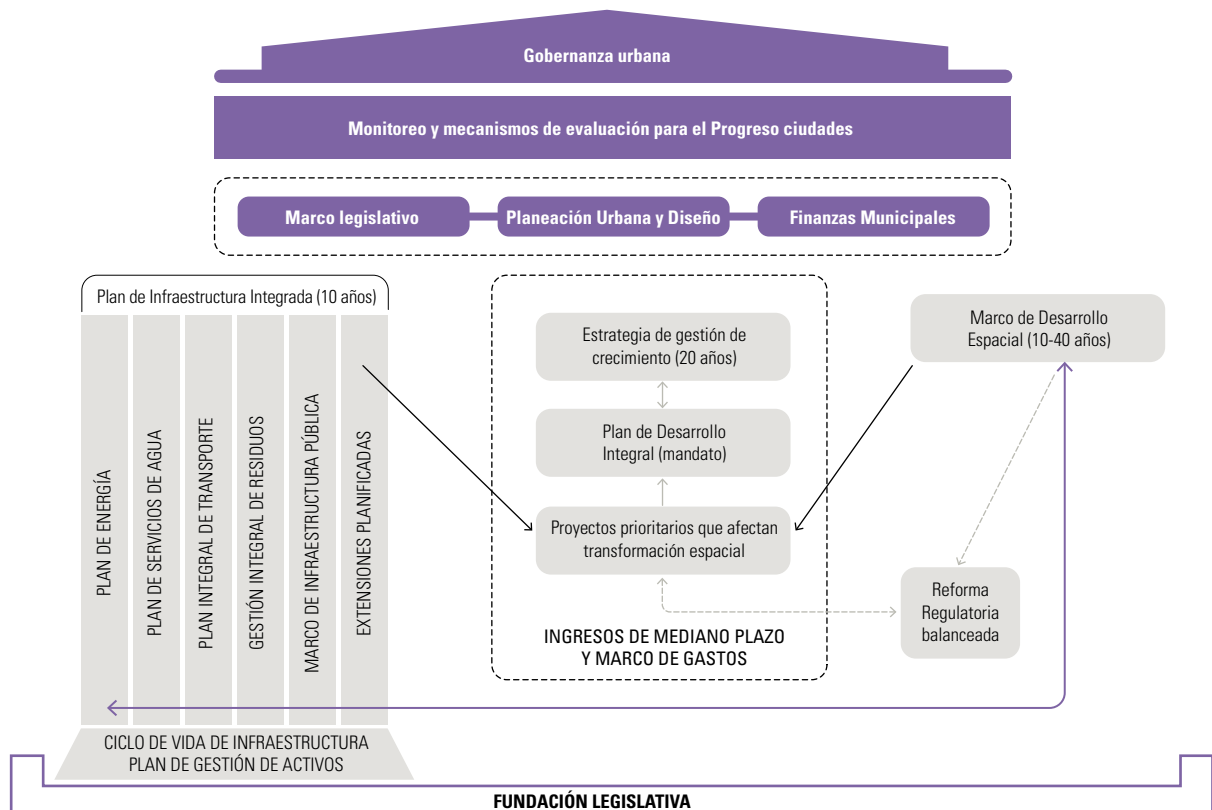 Gobernanza urbana
Monitoreo y mecanismos de evaluación para el Progreso ciudades
Marco legislativo
Planeación Urbana y Diseño
Finanzas Municipales
Plan de Infraestructura Integrada (10 años)
PLAN DE ENERGÍA
PLAN DE SERVICIOS DE AGUA
PLAN INTEGRAL DE TRANSPORTE
GESTIÓN INTEGRAL DE RESIDUOS
MARCO DE INFRAESTRUCTURA PÚBLICA
EXTENSIONES PLANIFICADAS
CICLO DE VIDA DE INFRAESTRUCTURA
PLAN DE GESTIÓN DE ACTIVOS
Estrategia de gestión de
crecimiento (20 años)
Plan de Desarrollo
Integral (mandato)
Proyectos prioritarios que afectan
transformación espacial
INGRESOS DE MEDIANO PLAZO
Y MARCO DE GASTOS
Marco de Desarrollo
Espacial (10-40 años)
Reforma
Regulatoria
balanceada
FUNDACIÓN LEGISLATIVA